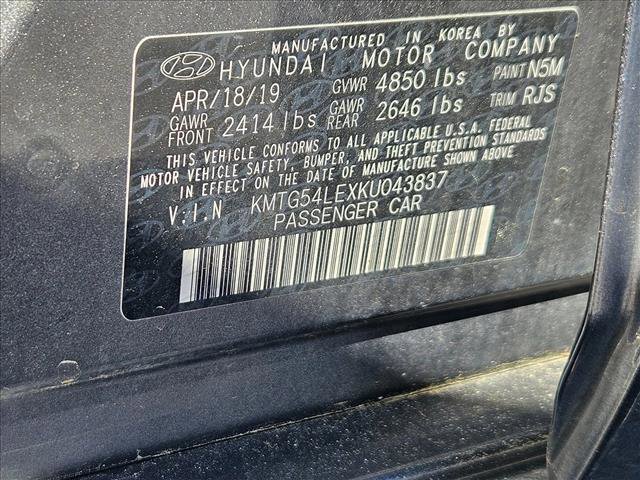 MANUFACTURED IN KOREA BY
HYUNDAI MOTOR COMPANY
APR/18/19 GVWR 4850 lbs PAINT N5M
GAWR FRONT 2414 lbs GAWR REAR 2646 lbs TRIM RJS
THIS VEHICLE CONFORMS TO ALL APPLICABLE U.S.A. FEDERAL
MOTOR VEHICLE SAFETY, BUMPER, AND THEFT PREVENTION STANDARDS
IN EFFECT ON THE DATE OF MANUFACTURE SHOWN ABOVE.
V.I.N KMTG54LEXKU043837
PASSENGER CAR